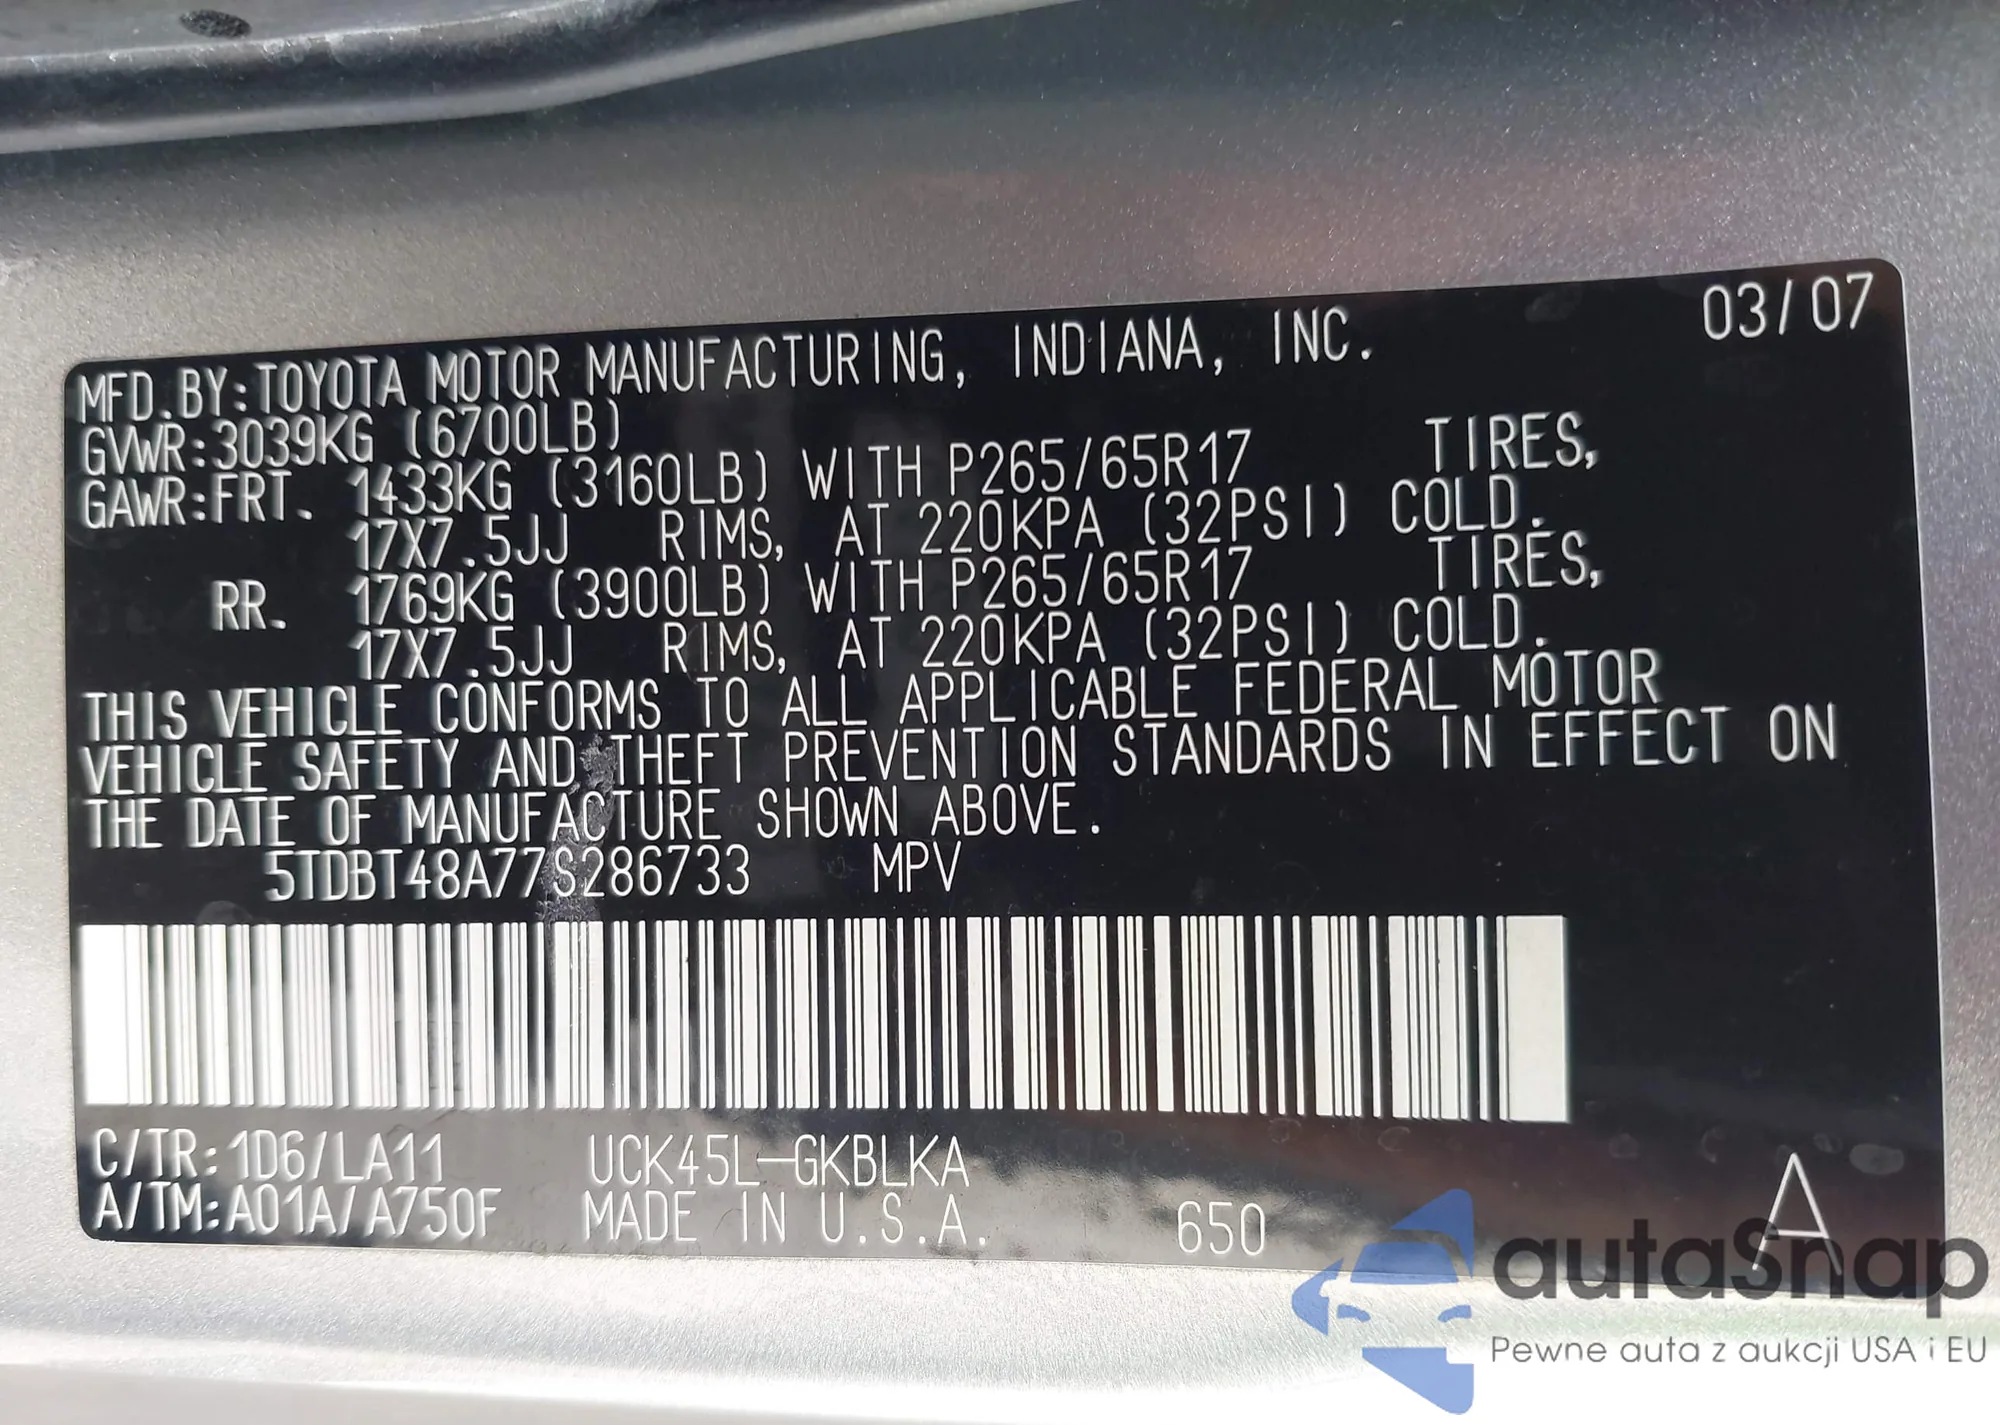 03/07
MFD.BY:TOYOTA MOTOR MANUFACTURING, INDIANA, INC.
GVWR:3039KG (6700LB)
GAWR:FRT. 1433KG (3160LB) WITH P265/65R17 TIRES,
17X7.5JJ RIMS, AT 220KPA (32PSI) COLD.
RR. 1769KG (3900LB) WITH P265/65R17 TIRES,
17X7.5JJ RIMS, AT 220KPA (32PSI) COLD.
THIS VEHICLE CONFORMS TO ALL APPLICABLE FEDERAL MOTOR
VEHICLE SAFETY AND THEFT PREVENTION STANDARDS IN EFFECT ON
THE DATE OF MANUFACTURE SHOWN ABOVE.
5TDBT48A77S286733 MPV
C/TR:1D6/LA11 UCK45L-GKBLKA
A/TM:A01A/A750F MADE IN U.S.A. 650 A
autaSnap
Pewne auta z aukcji USA i EU